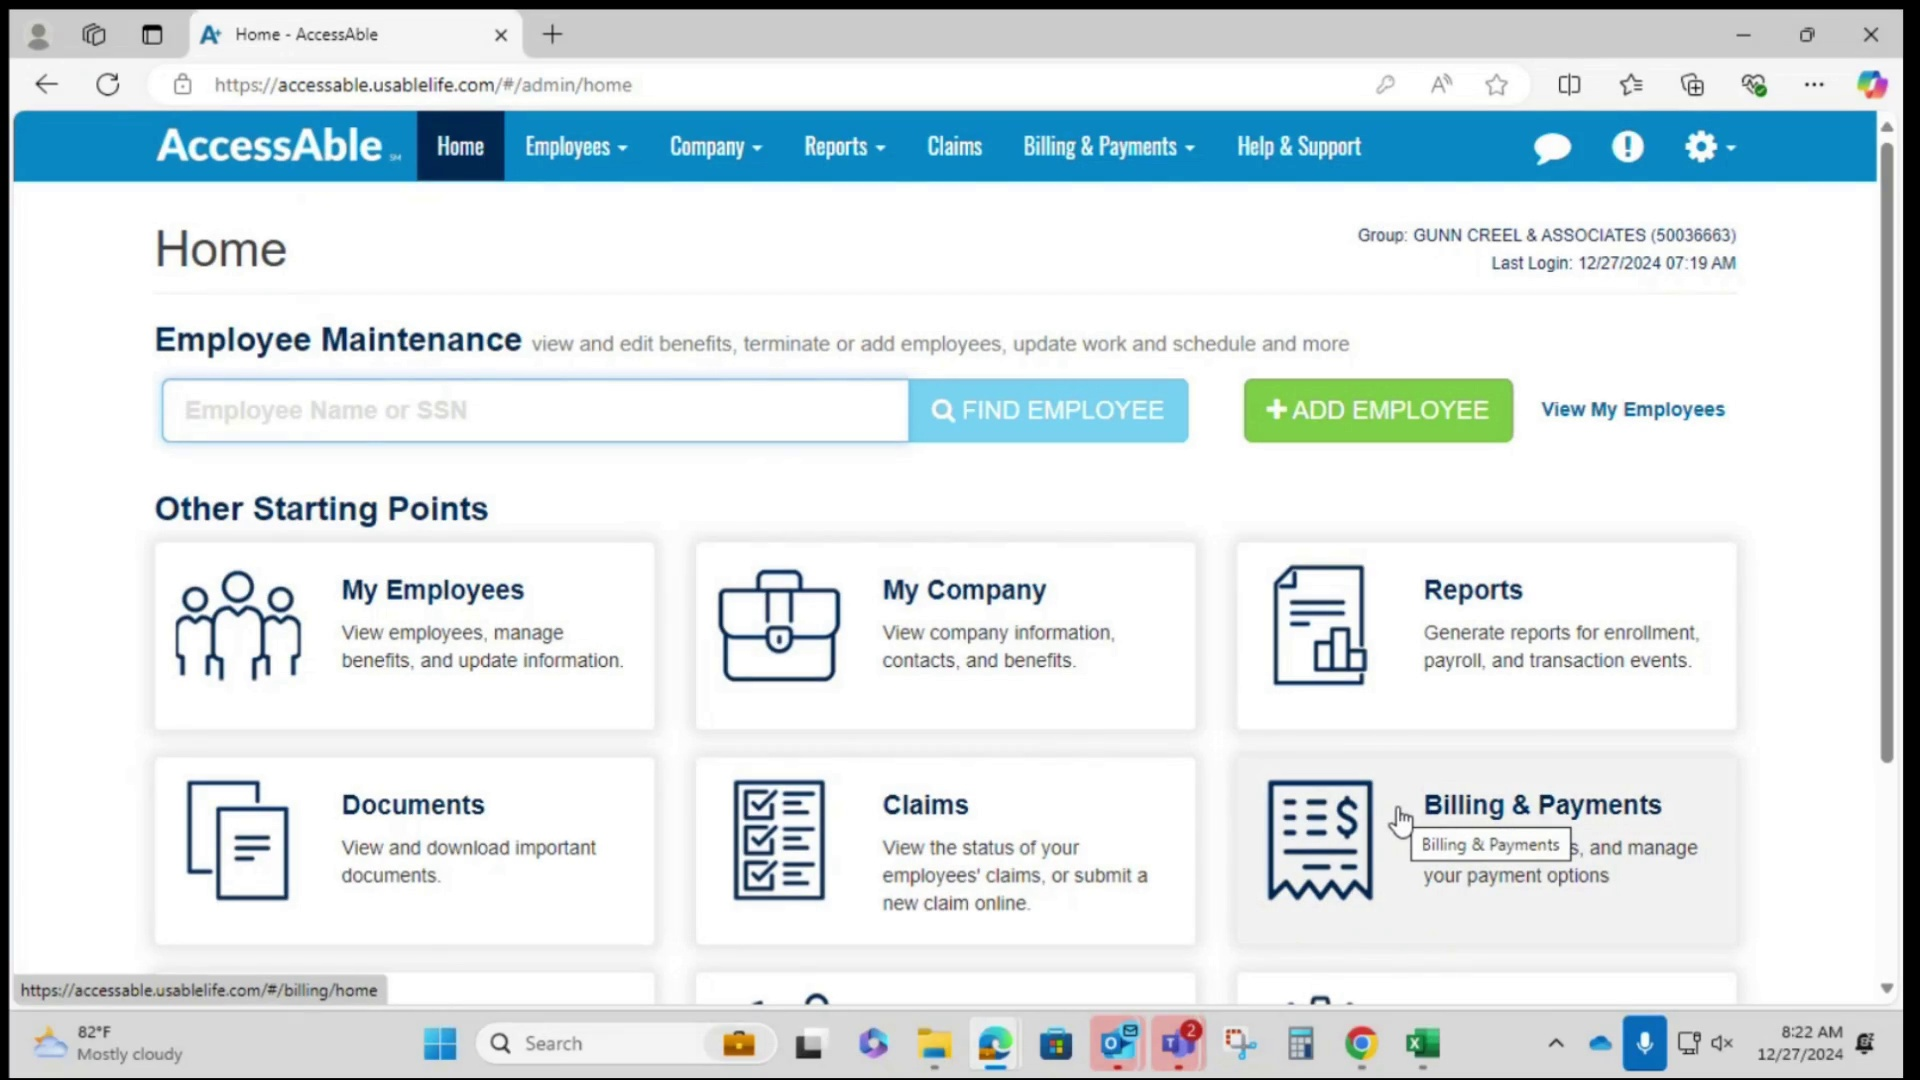 Home - AccessAble
https://accessable.usablelife.com/#/admin/home
AccessAble SM
Home
Employees
Company
Reports
Claims
Billing & Payments
Help & Support
Home
Group: GUNN CREEL & ASSOCIATES (50036663)
Last Login: 12/27/2024 07:19 AM
Employee Maintenance view and edit benefits, terminate or add employees, update work and schedule and more
Employee Name or SSN
FIND EMPLOYEE
+ ADD EMPLOYEE
View My Employees
Other Starting Points
My Employees
View employees, manage
benefits, and update information.
My Company
View company information,
contacts, and benefits.
Reports
Generate reports for enrollment,
payroll, and transaction events.
Documents
View and download important
documents.
Claims
View the status of your
employees' claims, or submit a
new claim online.
Billing & Payments
Billing & Payments
s, and manage
your payment options
https://accessable.usablelife.com/#/billing/home
82°F
Mostly cloudy
Search
2
8:22 AM
12/27/2024